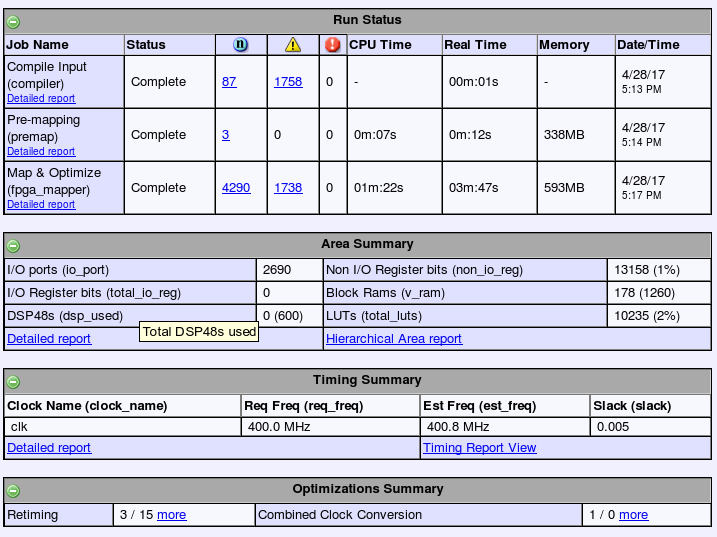 Run Status
Job Name Status n ! ! CPU Time Real Time Memory Date/Time
Compile Input
(compiler)
Detailed report
Complete 87 1758 0 - 00m:01s - 4/28/17
5:13 PM
Pre-mapping
(premap)
Detailed report
Complete 3 0 0 0m:07s 0m:12s 338MB 4/28/17
5:14 PM
Map & Optimize
(fpga_mapper)
Detailed report
Complete 4290 1738 0 01m:22s 03m:47s 593MB 4/28/17
5:17 PM
Area Summary
I/O ports (io_port) 2690 Non I/O Register bits (non_io_reg) 13158 (1%)
I/O Register bits (total_io_reg) 0 Block Rams (v_ram) 178 (1260)
DSP48s (dsp_used) 0 (600) LUTs (total_luts) 10235 (2%)
Total DSP48s used
Detailed report Hierarchical Area report
Timing Summary
Clock Name (clock_name) Req Freq (req_freq) Est Freq (est_freq) Slack (slack)
clk 400.0 MHz 400.8 MHz 0.005
Detailed report Timing Report View
Optimizations Summary
Retiming 3 / 15 more Combined Clock Conversion 1 / 0 more